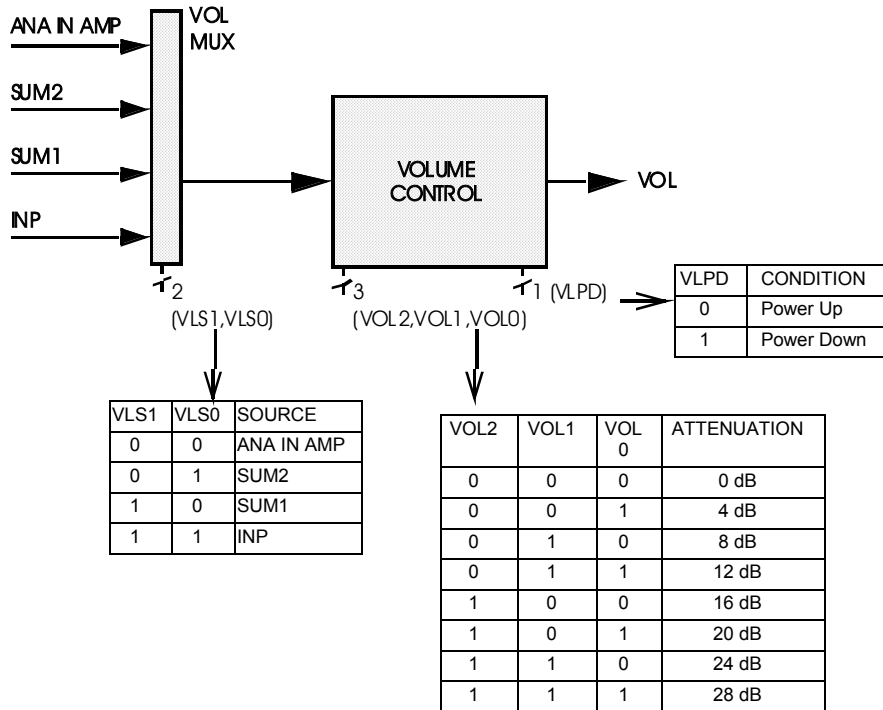 ANA IN AMP
VOL
MUX
SUM2
SUM1
INP
VOLUME
CONTROL
VOL
2
(VLS1,VLS0)
3
(VOL2,VOL1,VOL0)
1 (VLPD)
VLPD CONDITION
0 Power Up
1 Power Down
VLS1 VLS0 SOURCE
0 0 ANA IN AMP
0 1 SUM2
1 0 SUM1
1 1 INP
VOL2 VOL1 VOL
0 ATTENUATION
0 0 0 0 dB
0 0 1 4 dB
0 1 0 8 dB
0 1 1 12 dB
1 0 0 16 dB
1 0 1 20 dB
1 1 0 24 dB
1 1 1 28 dB